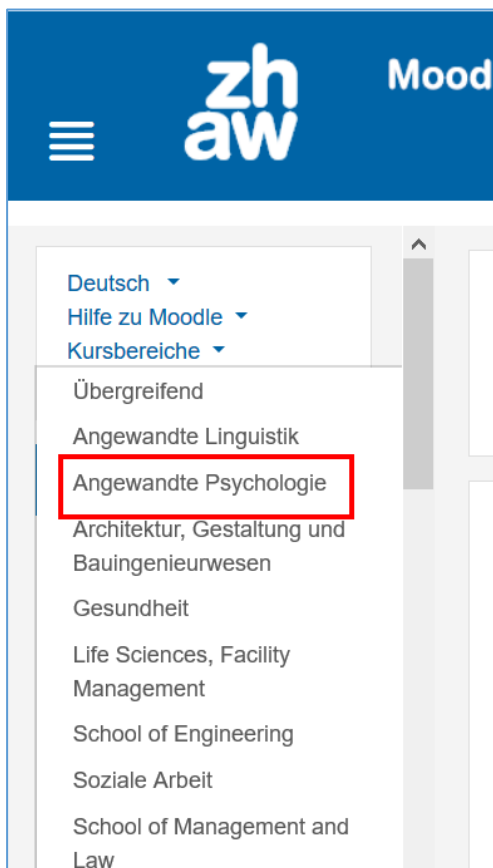 zh
aw
Mood
Deutsch
Hilfe zu Moodle
Kursbereiche
Übergreifend
Angewandte Linguistik
Angewandte Psychologie
Architektur, Gestaltung und
Bauingenieurwesen
Gesundheit
Life Sciences, Facility
Management
School of Engineering
Soziale Arbeit
School of Management and
Law